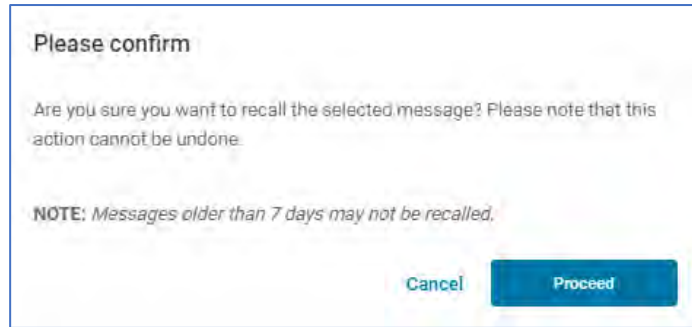 Please confirm
Are you sure you want to recall the selected message? Please note that this
action cannot be undone.
NOTE: Messages older than 7 days may not be recalled.
Cancel Proceed